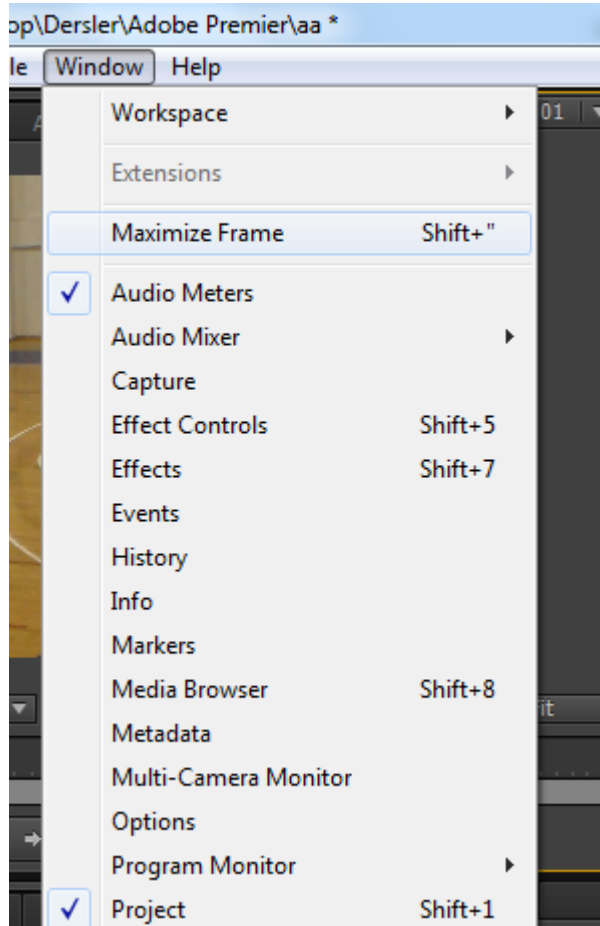 op\Dersler\Adobe Premier\aa *
le Window Help
01
Workspace
Extensions
Maximize Frame Shift+"
Audio Meters
Audio Mixer
Capture
Effect Controls Shift+5
Effects Shift+7
Events
History
Info
Markers
Media Browser Shift+8
Metadata
Multi-Camera Monitor
Options
Program Monitor
Project Shift+1